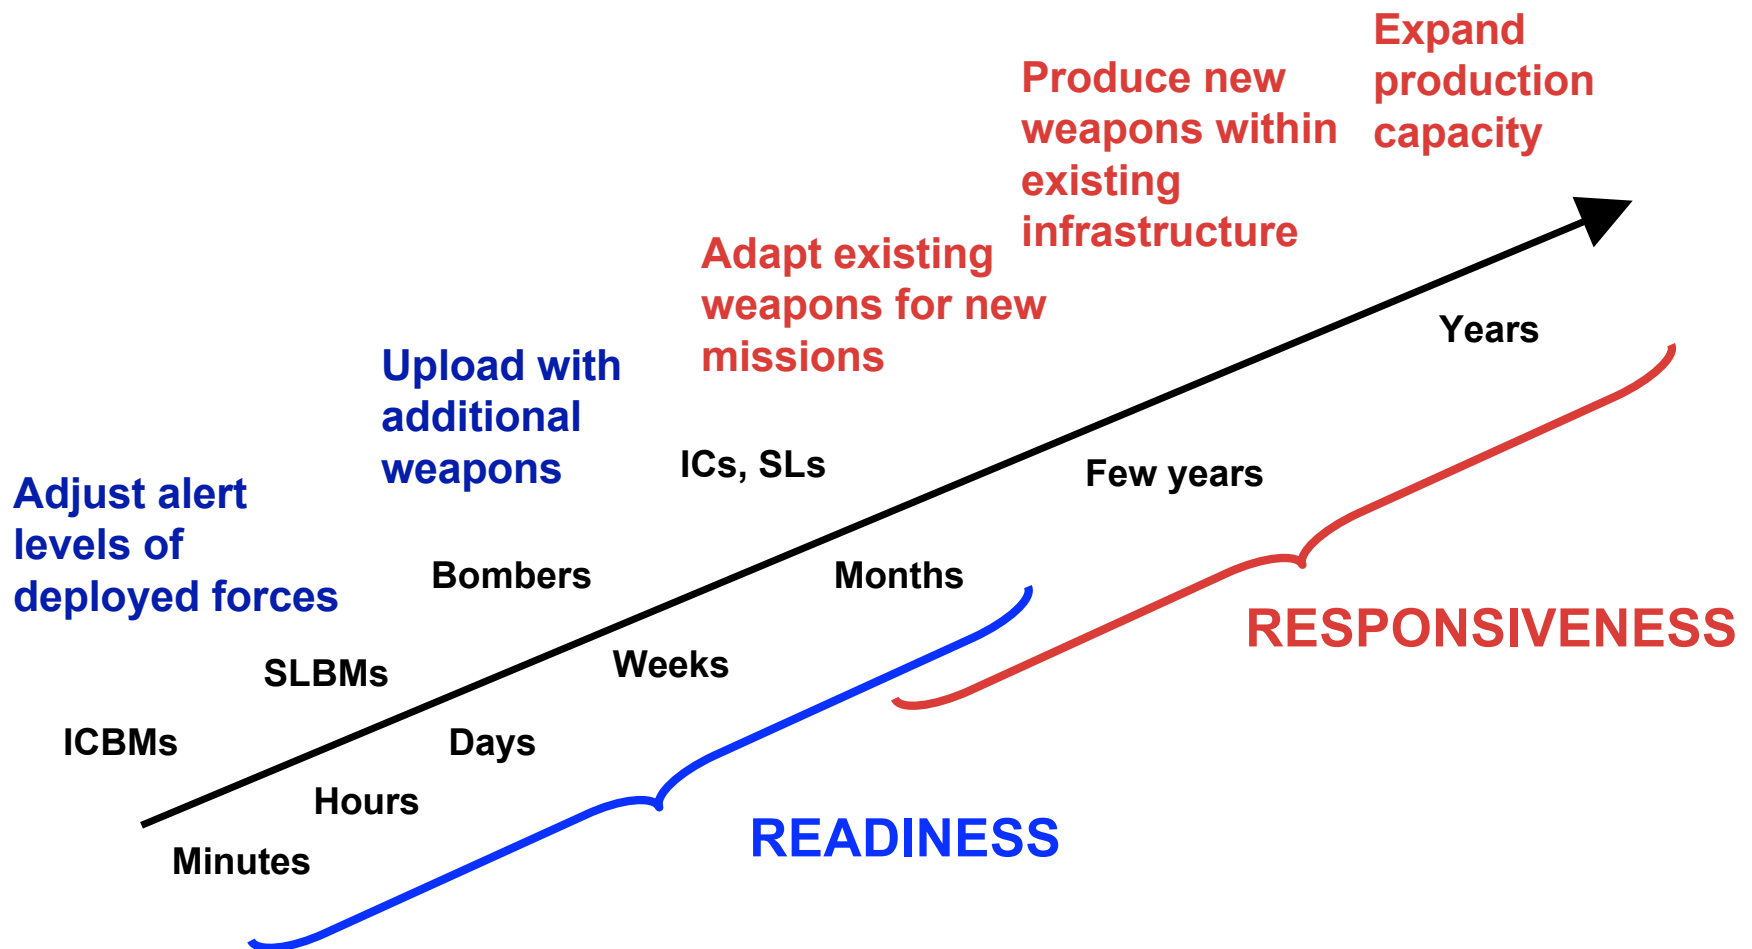 Expand
production
capacity
Produce new
weapons within
existing
infrastructure
Adapt existing
weapons for new
missions
Upload with
additional
weapons
Adjust alert
levels of
deployed forces
ICBMs
SLBMs
Bombers
ICs, SLs
Minutes
Hours
Days
Weeks
Months
Few years
Years
READINESS
RESPONSIVENESS